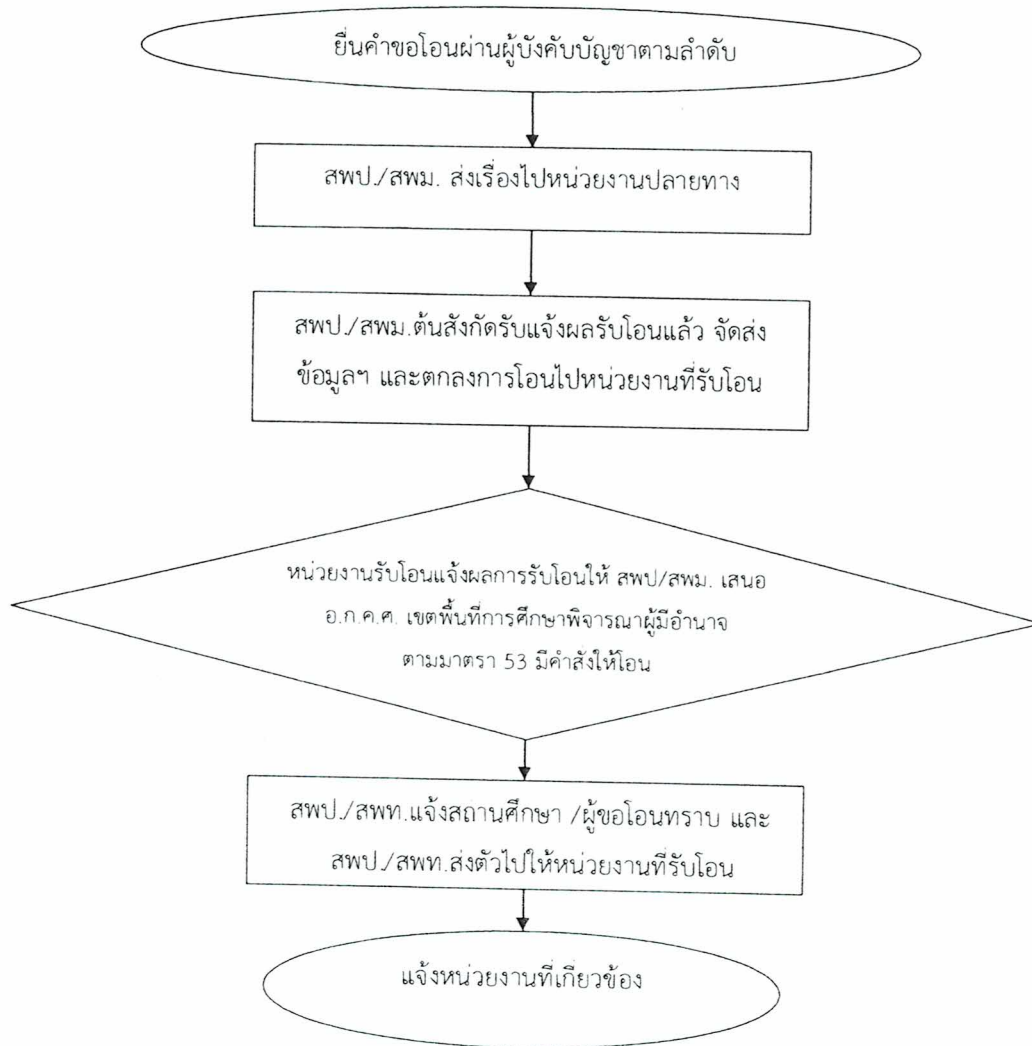 ยื่นคำขอโอนผ่านผู้บังคับบัญชาตามลำดับ
สพป./สพม. ส่งเรื่องไปหน่วยงานปลายทาง
สพป./สพม.ต้นสังกัดรับแจ้งผลรับโอนแล้ว จัดส่ง
ข้อมูลฯ และตกลงการโอนไปหน่วยงานที่รับโอน
หน่วยงานรับโอนแจ้งผลการรับโอนให้ สพป/สพม. เสนอ
อ.ก.ค.ศ. เขตพื้นที่การศึกษาพิจารณาผู้มีอำนาจ
ตามมาตรา 53 มีคำสั่งให้โอน
สพป./สพท.แจ้งสถานศึกษา /ผู้ขอโอนทราบ และ
สพป./สพท.ส่งตัวไปให้หน่วยงานที่รับโอน
แจ้งหน่วยงานที่เกี่ยวข้อง